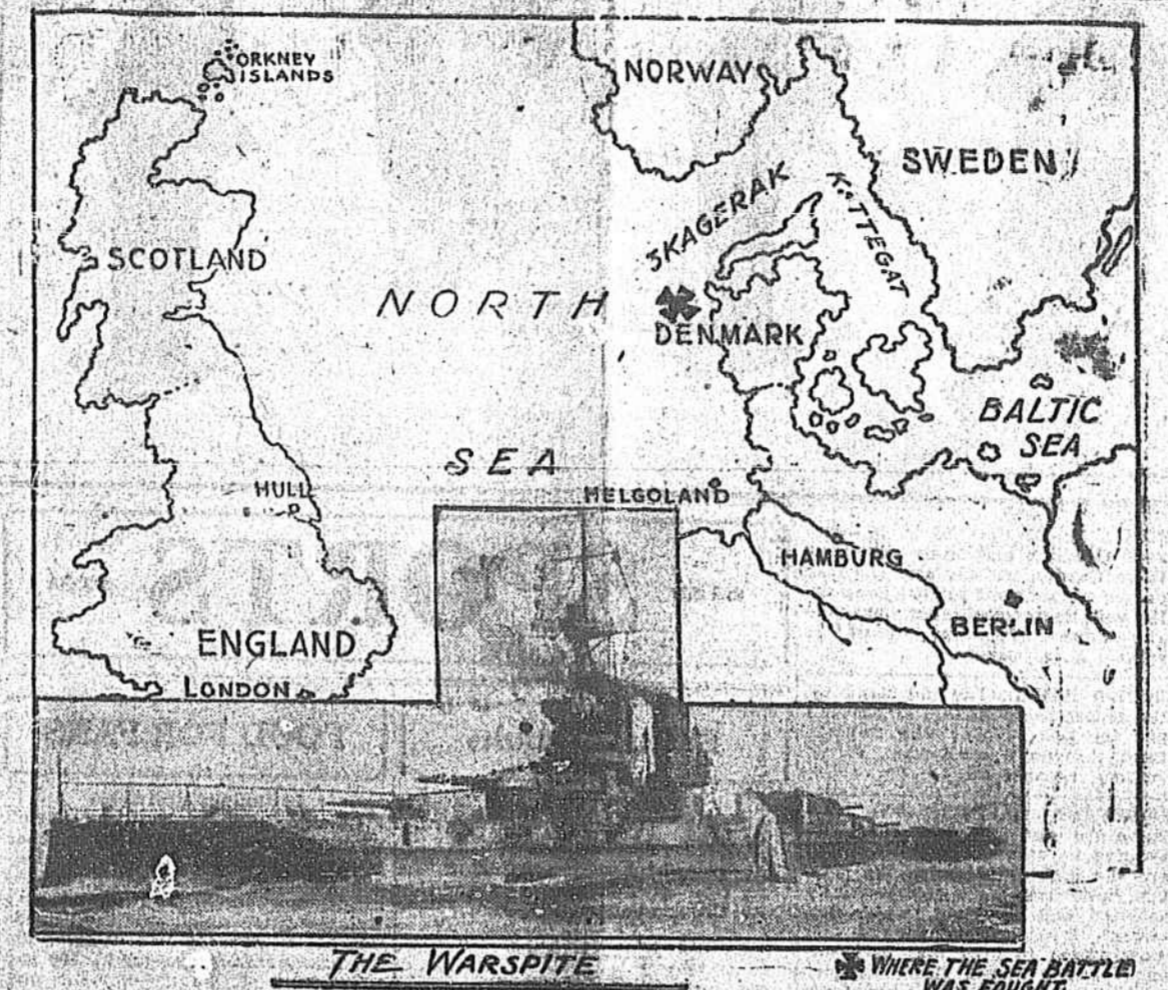 ORKNEY
ISLANDS
NORWAY
SWEDEN
SKAGERAK
KATTEGAT
SCOTLAND
NORTH
DENMARK
BALTIC
SEA
SEA
HULL
HELGOLAND
HAMBURG
ENGLAND
BERLIN
LONDON
THE WARSPITE
WHERE THE SEA BATTLE
WAS FOUGHT